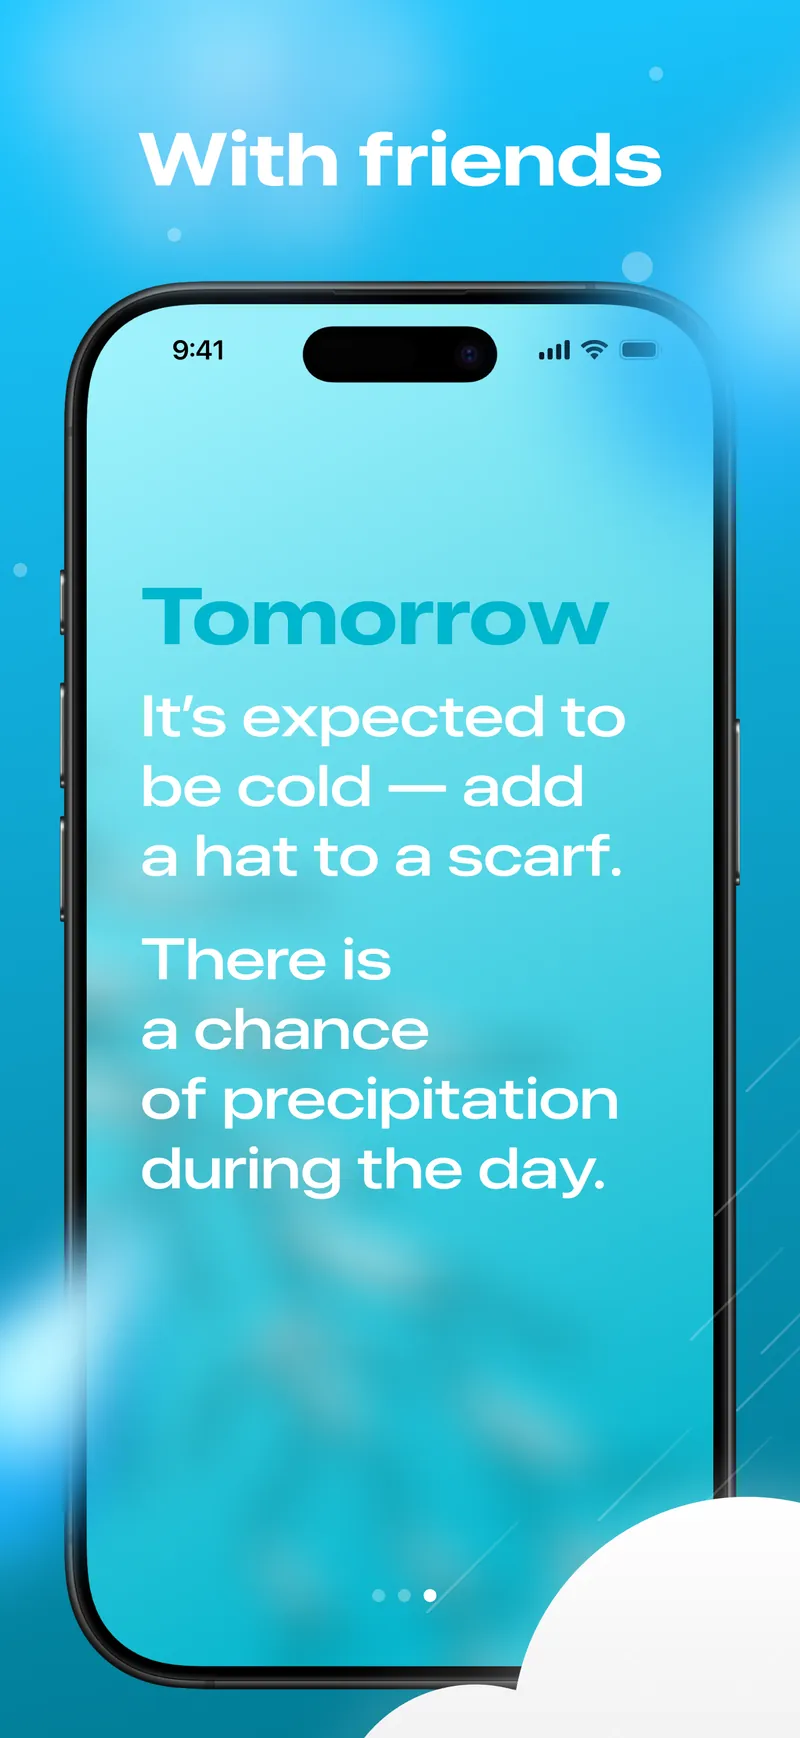 With friends
9:41
Tomorrow
It’s expected to
be cold — add
a hat to a scarf.
There is
a chance
of precipitation
during the day.